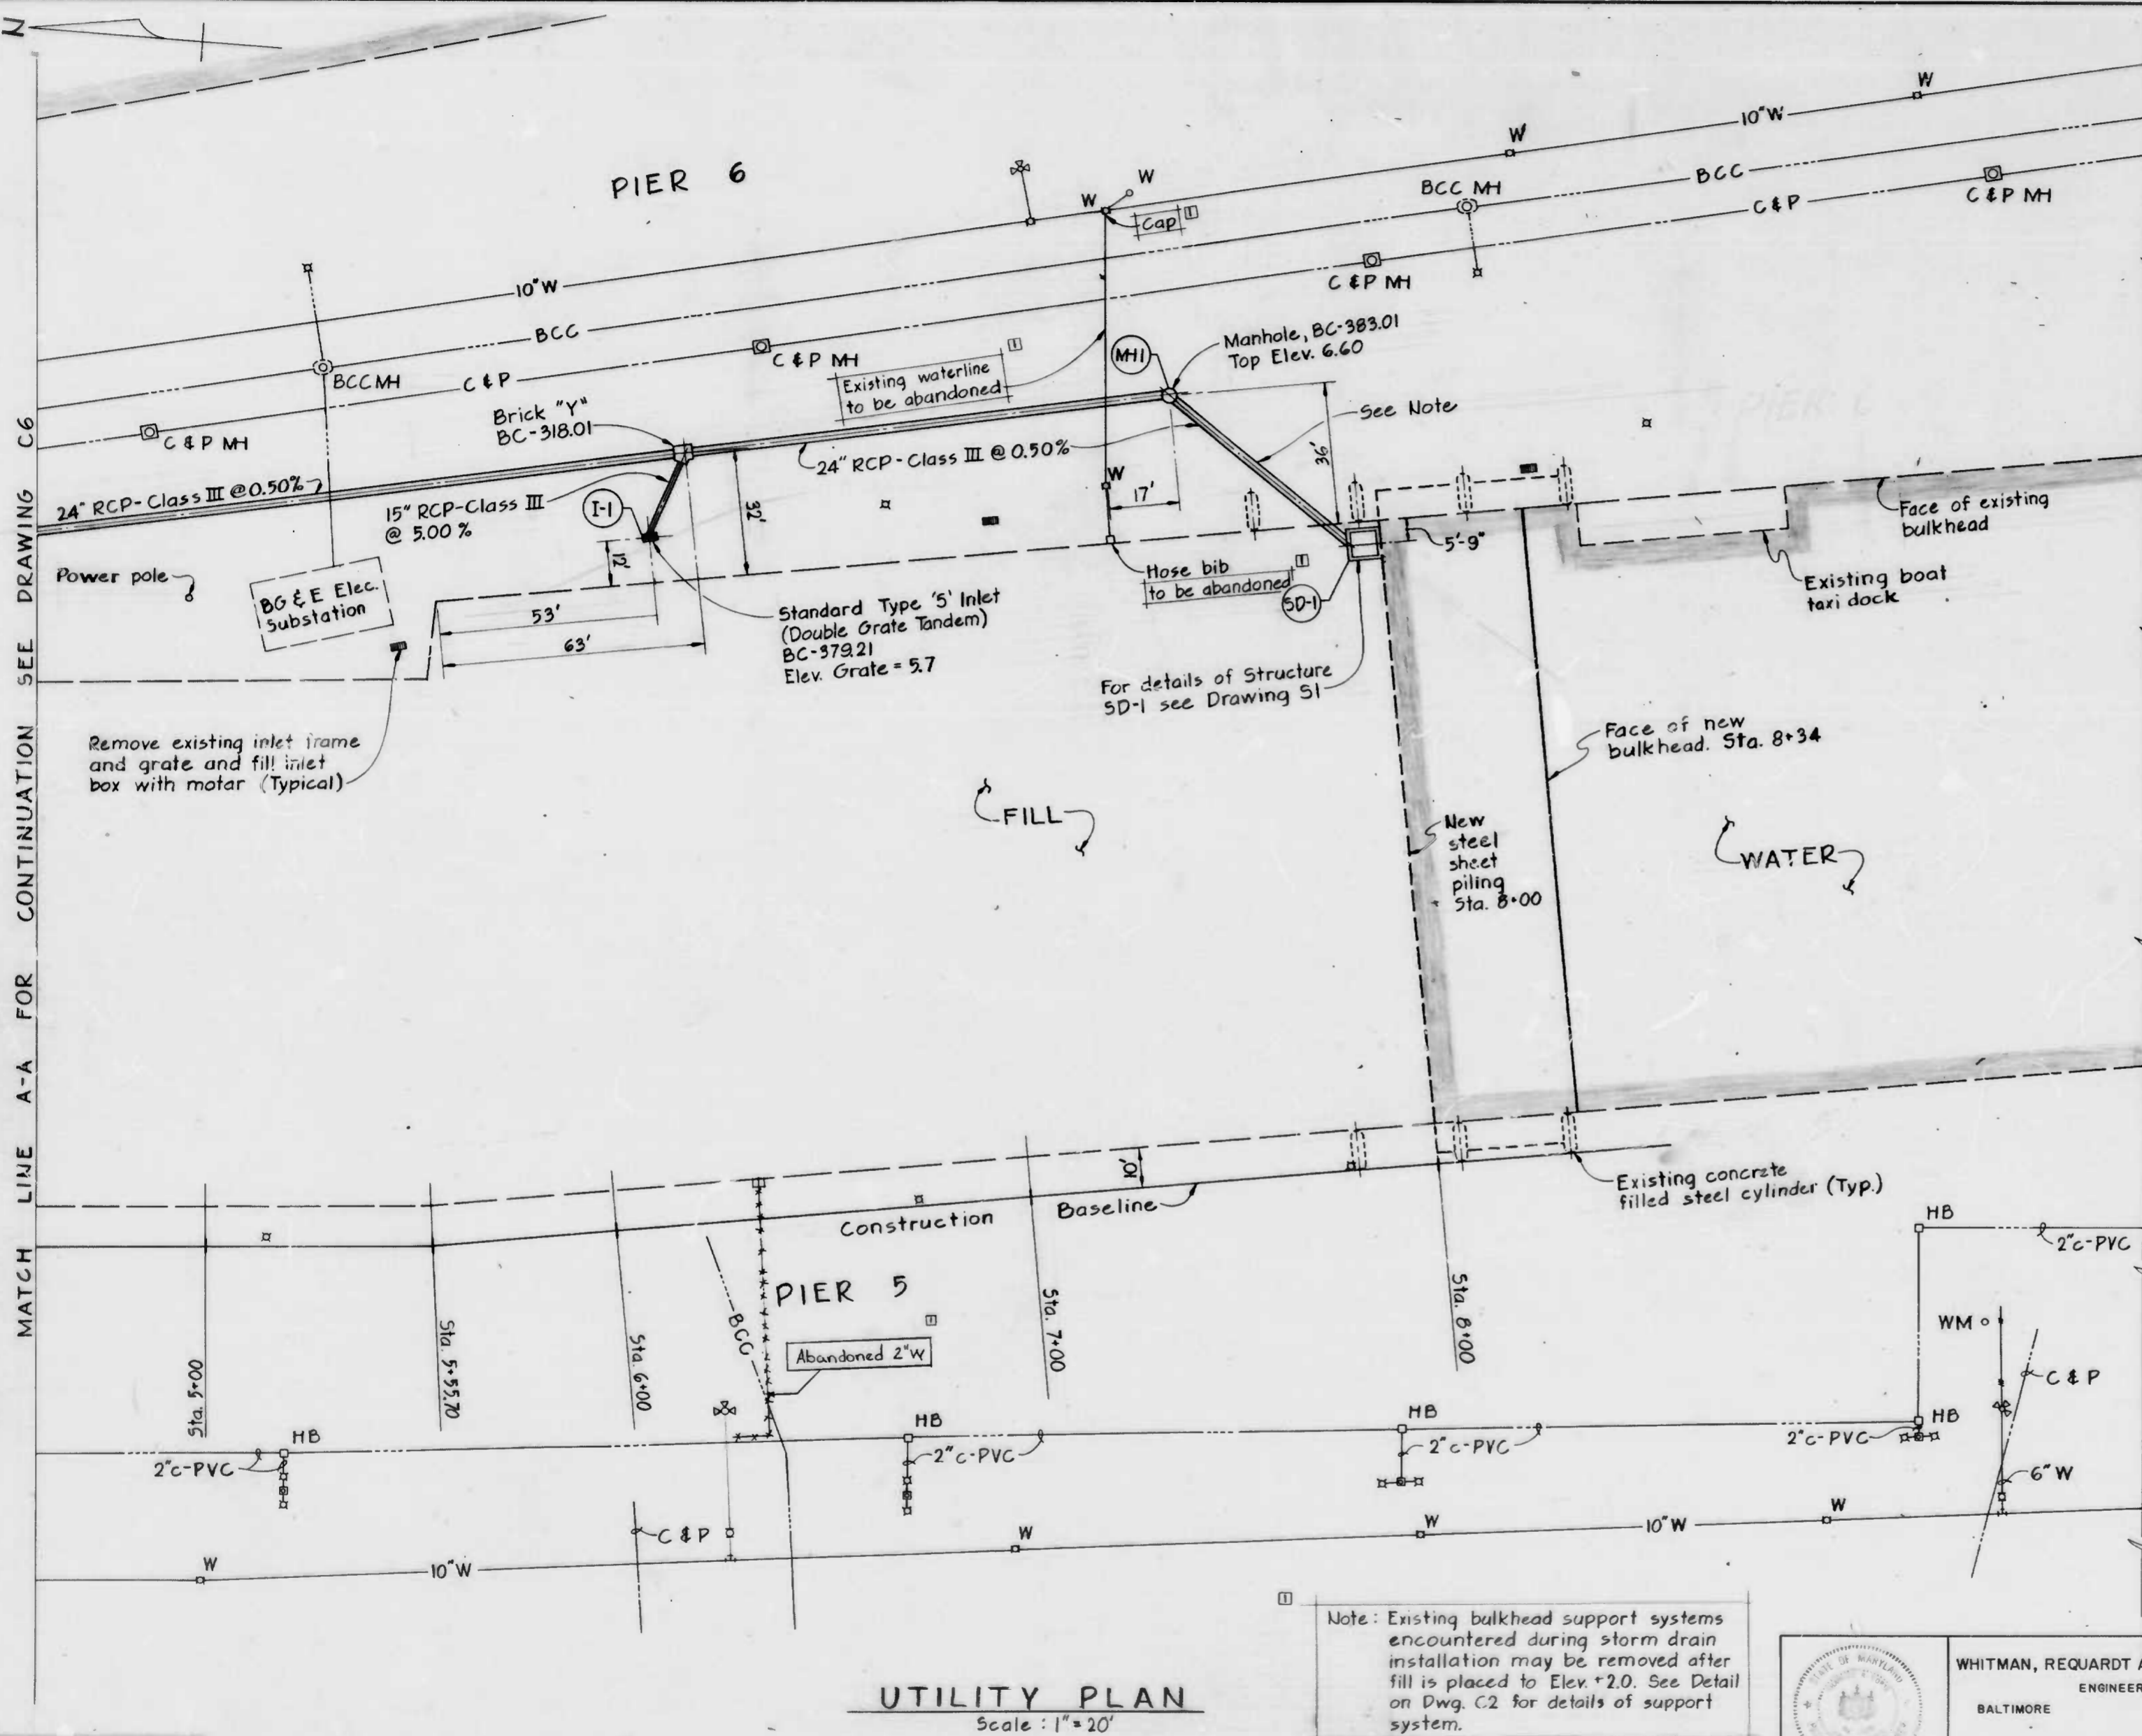 N
MATCH LINE A-A FOR CONTINUATION SEE DRAWING C6
PIER 6
10"W
BCC
BCC MH
C & P
C & P MH
C & P MH
W
W
Cap
1
W
10"W
W
BCC MH
BCC
C & P
C & P MH
C & P MH
Existing waterline
to be abandoned
1
MH1
Manhole, BC-383.01
Top Elev. 6.60
See Note
36'
Brick "Y"
BC-318.01
24" RCP-Class III @ 0.50%
24" RCP-Class III @ 0.50%
15" RCP-Class III
@ 5.00 %
I-1
12'
32'
W
17'
5'-9"
Face of existing
bulkhead
Existing boat
taxi dock
Power pole
BG & E Elec.
Substation
53'
63'
Standard Type '5' Inlet
(Double Grate Tandem)
BC-379.21
Elev. Grate = 5.7
Hose bib
to be abandoned
1
SD-1
For details of Structure
SD-1 see Drawing S1
Remove existing inlet frame
and grate and fill inlet
box with motar (Typical)
Face of new
bulkhead. Sta. 8+34
FILL
New
steel
sheet
piling
Sta. 8+00
WATER
10'
Construction Baseline
Existing concrete
filled steel cylinder (Typ.)
PIER 5
BCC
1
Abandoned 2"W
Sta. 5+00
Sta. 5+55.70
Sta. 6+00
Sta. 7+00
Sta. 8+00
HB
2"c-PVC
WM
C & P
HB
2"c-PVC
HB
2"c-PVC
HB
2"c-PVC
HB
2"c-PVC
6" W
C & P
W
10"W
W
W
10"W
W
1
Note: Existing bulkhead support systems
encountered during storm drain
installation may be removed after
fill is placed to Elev. +2.0. See Detail
on Dwg. C2 for details of support
system.
UTILITY PLAN
Scale : 1" = 20'
STATE OF MARYLAND
WHITMAN, REQUARDT
ENGINEER
BALTIMORE